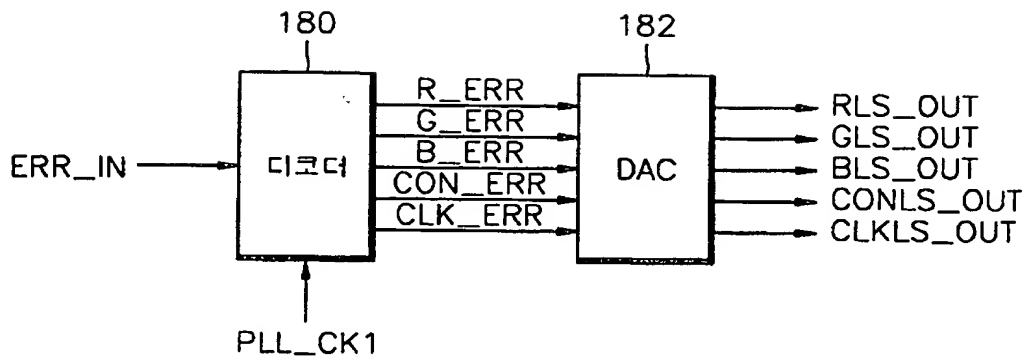 180
182
R_ERR
G_ERR
B_ERR
CON_ERR
CLK_ERR
ERR_IN
디코더
DAC
RLS_OUT
GLS_OUT
BLS_OUT
CONLS_OUT
CLKLS_OUT
PLL_CK1